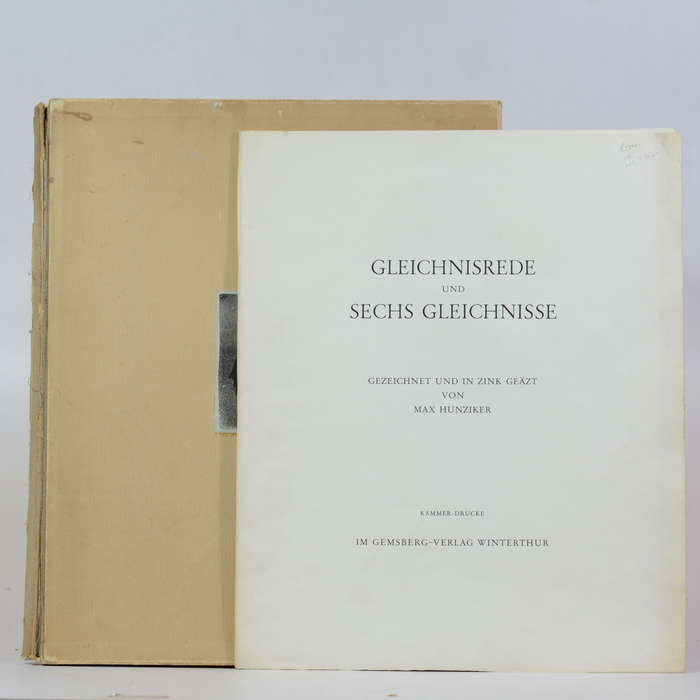 GLEICHNISREDE
UND
SECHS GLEICHNISSE
GEZEICHNET UND IN ZINK GEÄZT
VON
MAX HUNZIKER
KAMMER-DRUCKE
IM GEMSBERG-VERLAG WINTERTHUR